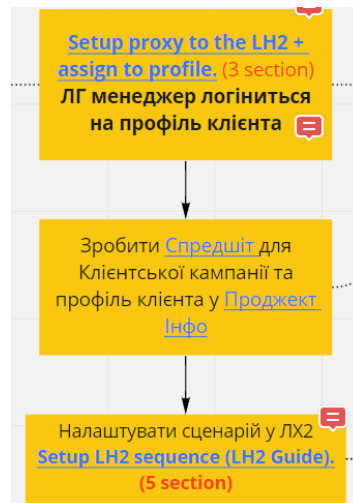 Setup proxy to the LH2 +
assign to profile. (3 section)
ЛГ менеджер логіниться
на профіль клієнта
Зробити Спредшіт для
Клієнтської кампанії та
профіль клієнта у Проджект
Інфо
Налаштувати сценарій у ЛХ2
Setup LH2 sequence (LH2 Guide).
(5 section)